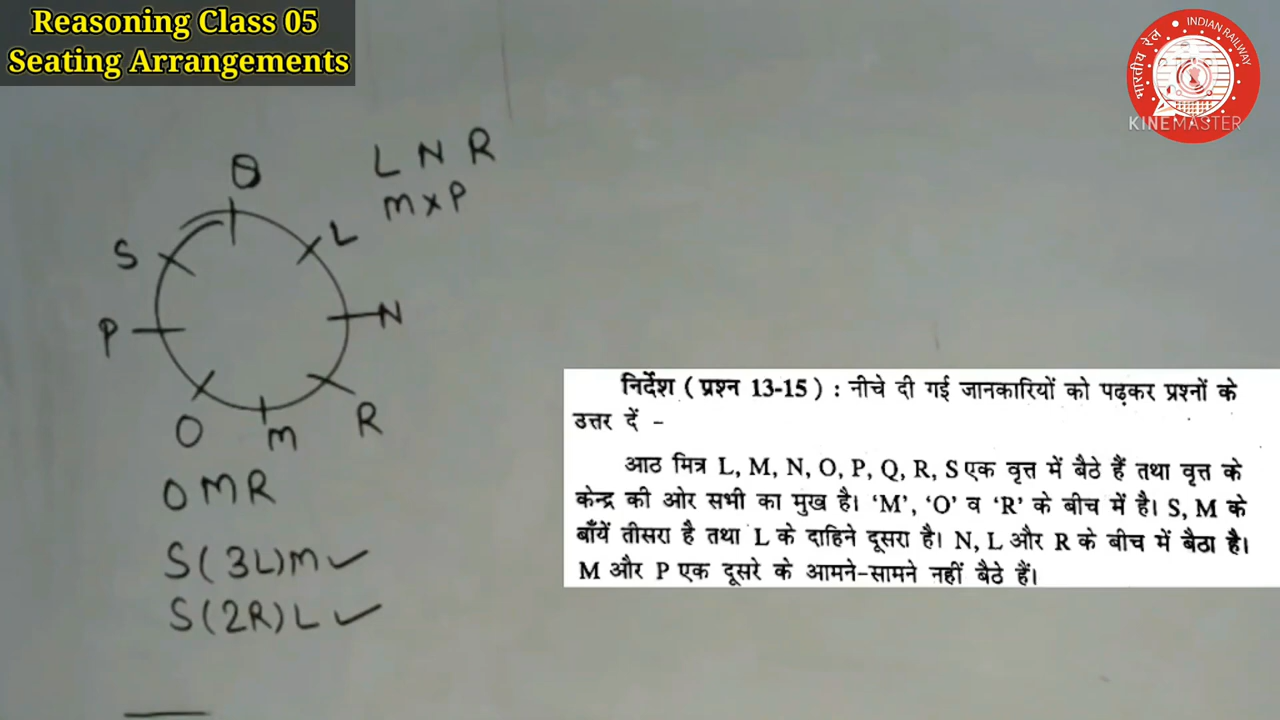 Reasoning Class 05
Seating Arrangements
भारतीय रेल INDIAN RAILWAY
KINEMASTER
L N R
M x P
Q
L
S
N
P
R
O
M
O M R
S (3L) M ✓
S (2R) L ✓
निर्देश ( प्रश्न 13-15 ) : नीचे दी गई जानकारियों को पढ़कर प्रश्नों के
उत्तर दें –
आठ मित्र L, M, N, O, P, Q, R, S एक वृत्त में बैठे हैं तथा वृत्त के
केन्द्र की ओर सभी का मुख है। ‘M’, ‘O’ व ‘R’ के बीच में है। S, M के
बाँयें तीसरा है तथा L के दाहिने दूसरा है। N, L और R के बीच में बैठा है।
M और P एक दूसरे के आमने-सामने नहीं बैठे हैं।